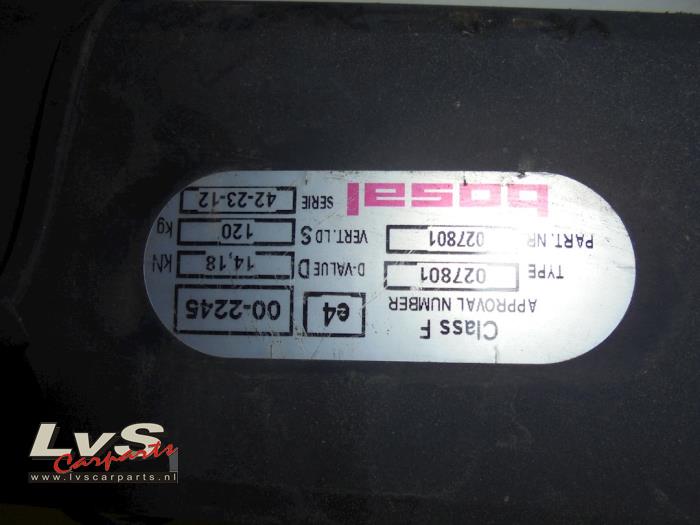 Class F
APPROVAL NUMBER e4 00-2245
TYPE 027801 D-VALUE D 14,18 kN
PART.NR 027801 VERT.LD S 120 kg
bosal SERIE 42-23-12
LvS
Carparts
www.lvscarparts.nl